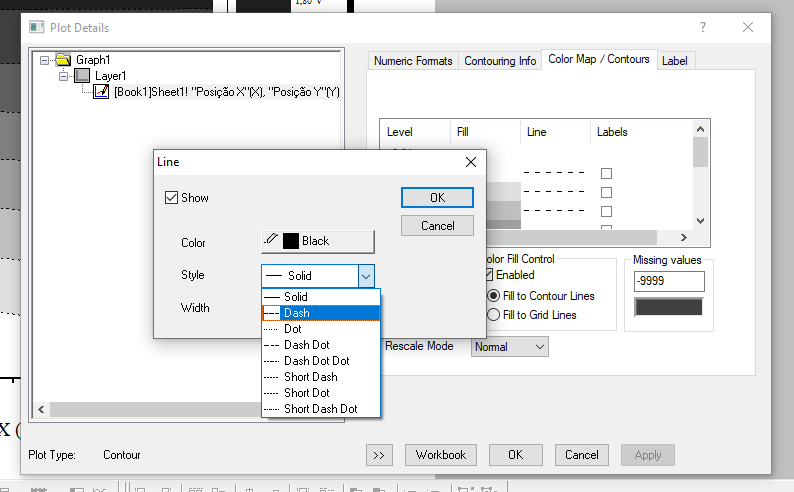 1,80 V
Plot Details
Graph1
Layer1
[Book1]Sheet1! "Posição X"(X), "Posição Y"(Y)
Numeric Formats
Contouring Info
Color Map / Contours
Label
Level
Fill
Line
Labels
Line
Show
OK
Cancel
Color
Black
Style
Solid
Width
Solid
Dash
Dot
Dash Dot
Dash Dot Dot
Short Dash
Short Dot
Short Dash Dot
olor Fill Control
Enabled
Fill to Contour Lines
Fill to Grid Lines
Missing values
-9999
Rescale Mode
Normal
X (
Plot Type:
Contour
>>
Workbook
OK
Cancel
Apply